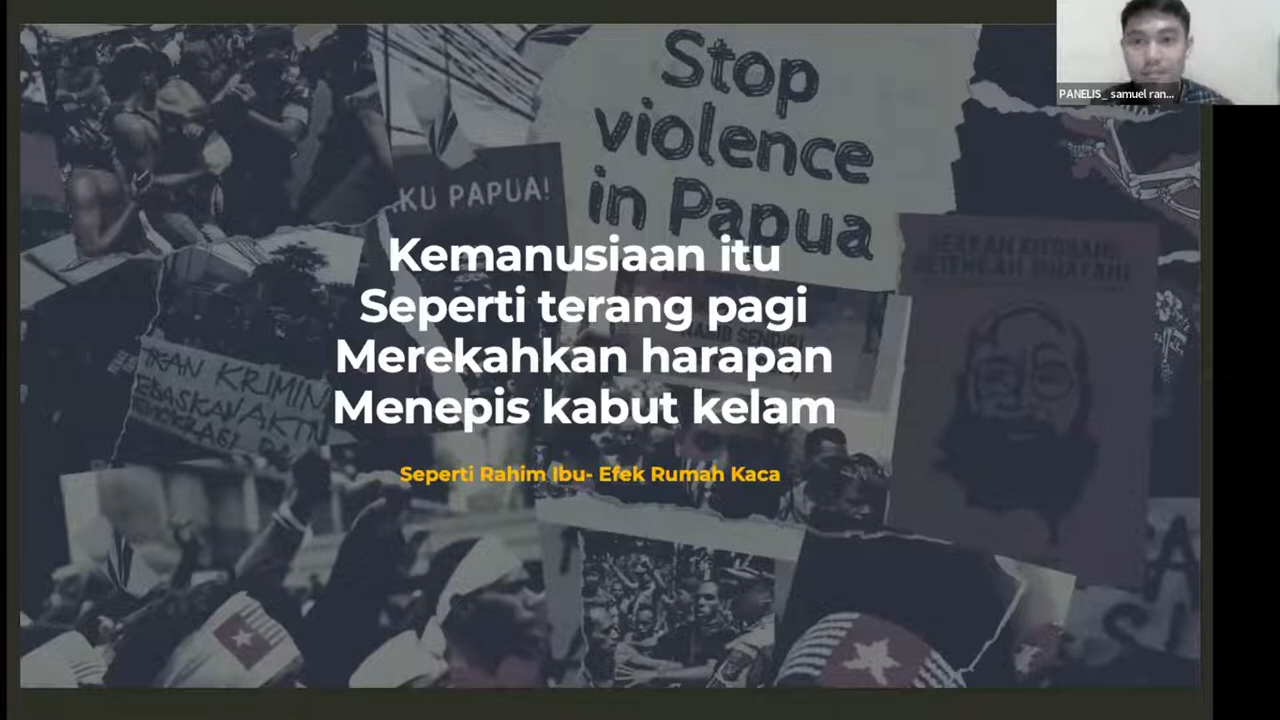 Stop
violence
in Papua
KU PAPUA!
Kemanusiaan itu
Seperti terang pagi
Merekahkan harapan
Menepis kabut kelam
Seperti Rahim Ibu- Efek Rumah Kaca
PANELIS_ samuel ran...